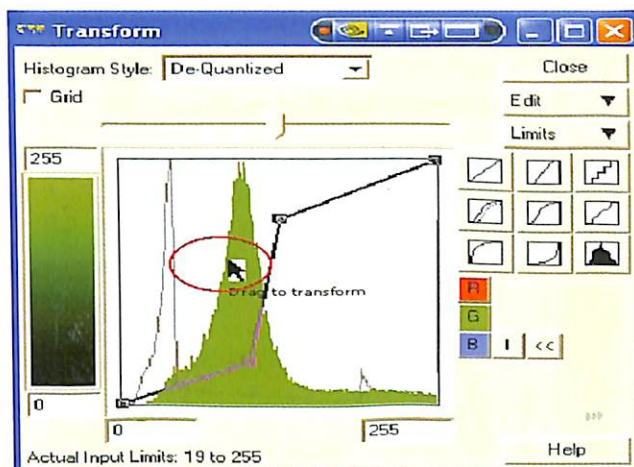 Transform
Histogram Style: De-Quantized
Close
Grid
Edit
Limits
255
Drag to transform
R
G
B I <<
0
0 255
Actual Input Limits: 19 to 255
Help